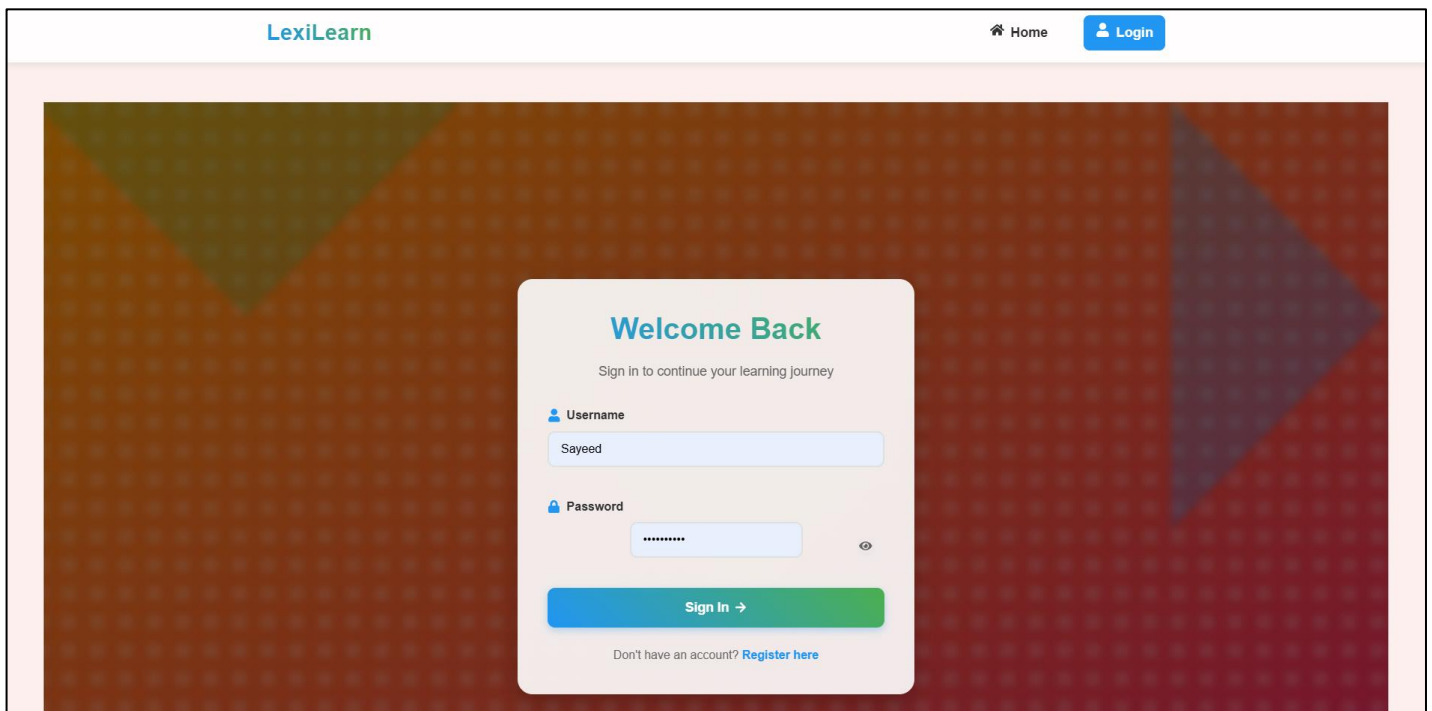 LexiLearn
Home
Login
Welcome Back
Sign in to continue your learning journey
Username
Sayeed
Password
••••••••••
Sign In →
Don't have an account? Register here